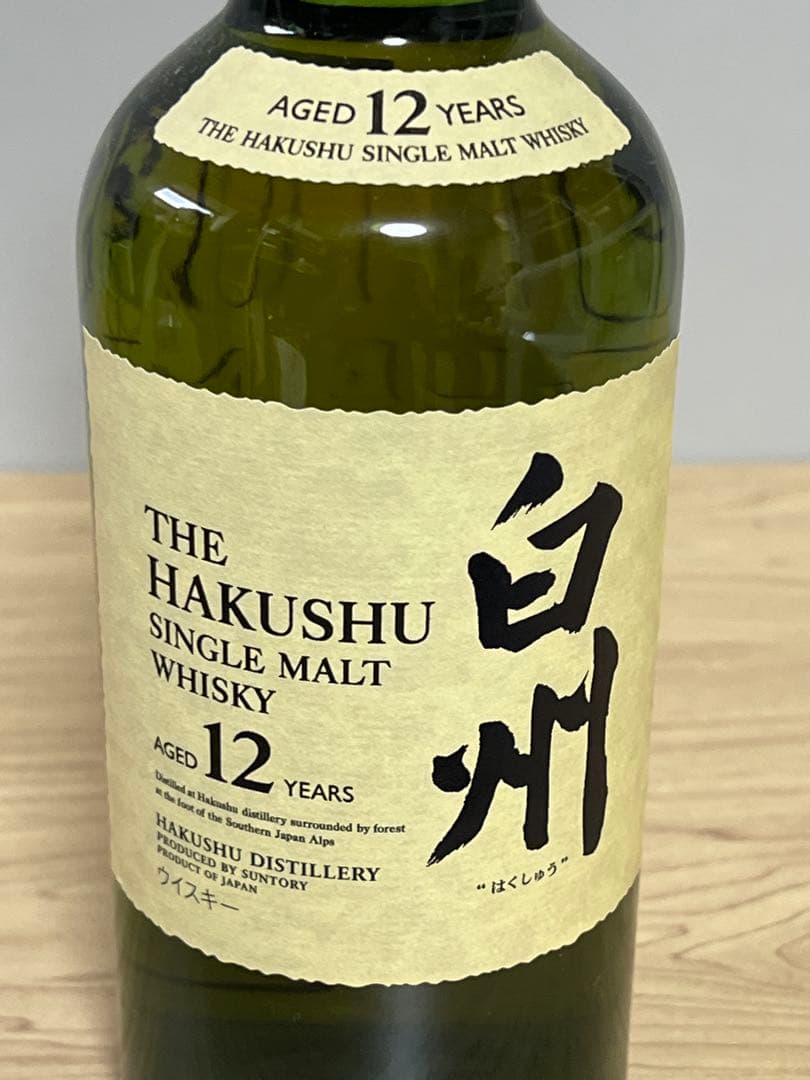 AGED 12 YEARS
THE HAKUSHU SINGLE MALT WHISKY
THE
HAKUSHU
SINGLE MALT
WHISKY
AGED 12 YEARS
Distilled at Hakushu distillery surrounded by forest
at the foot of the Southern Japan Alps
HAKUSHU DISTILLERY
PRODUCED BY SUNTORY
PRODUCT OF JAPAN
ウイスキー
白州
“はくしゅう”